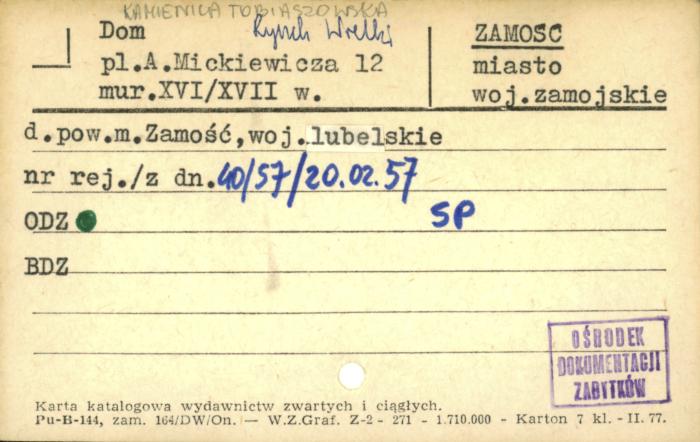 KAMIENICA TOBIASZOWSKA
Dom Rynek Wielki ZAMOŚĆ
pl.A.Mickiewicza 12 miasto
mur.XVI/XVII w. woj.zamojskie
d.pow.m.Zamość,woj.lubelskie
nr rej./z dn.40/57/20.02.57
ODZ SP
BDZ
OŚRODEK
DOKUMENTACJI
ZABYTKÓW
Karta katalogowa wydawnictw zwartych i ciągłych.
Pu-B-144, zam. 164/DW/On. — W.Z.Graf. Z-2 - 271 - 1.710.000 - Karton 7 kl. - II. 77.